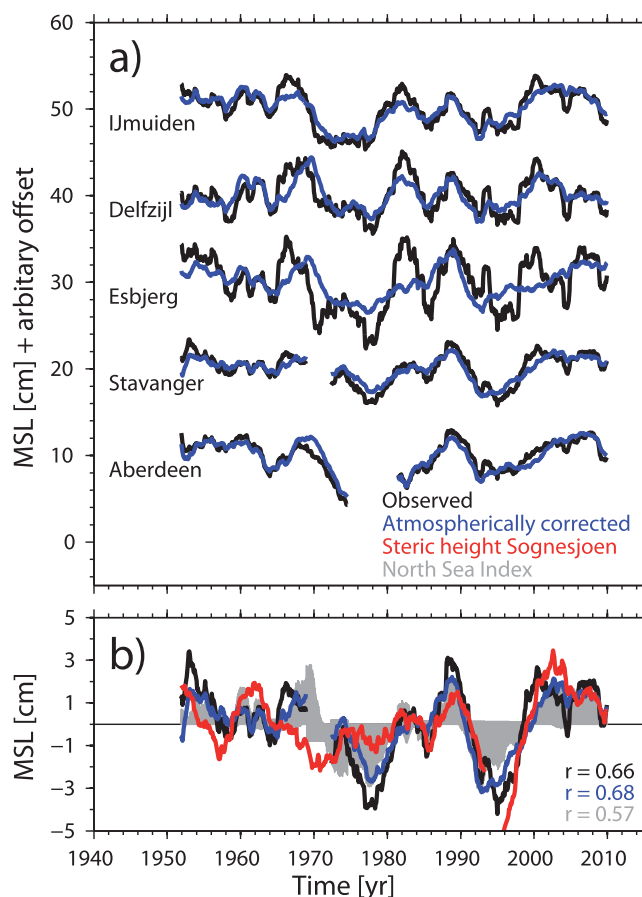 60
a)
50
IJmuiden
40
Delfzijl
MSL [cm] + arbitary offset
30
Esbjerg
20
Stavanger
10
Aberdeen
Observed
Atmospherically corrected
0
Steric height Sognesjoen
North Sea Index
5
b)
3
MSL [cm]
1
-1
-3
r = 0.66
r = 0.68
r = 0.57
-5
1940 1950 1960 1970 1980 1990 2000 2010
Time [yr]